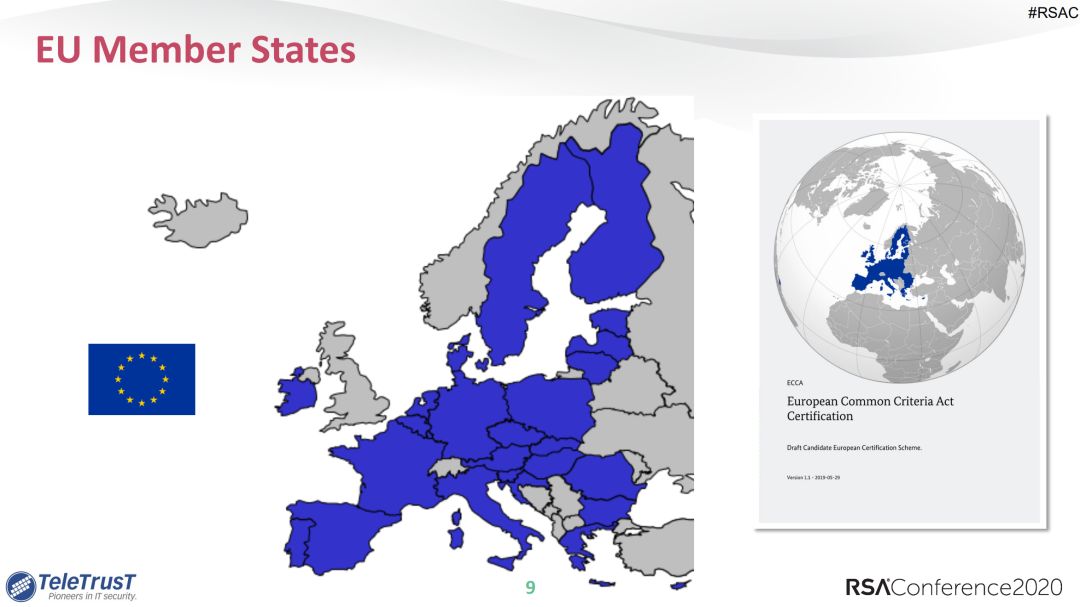 #RSAC
EU Member States
ECCA
European Common Criteria Act
Certification
Draft Candidate European Certification Scheme.
Version 1.1 - 2019-05-29
TeleTrusT
Pioneers in IT security.
9
RSAConference2020